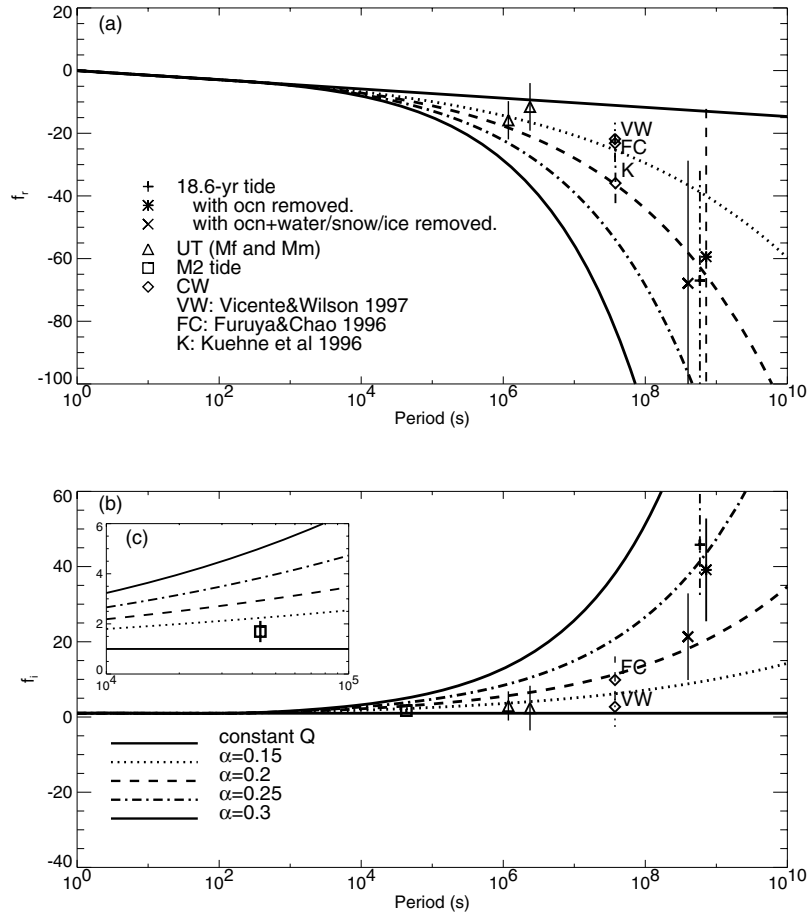 (a)
20
0
-20
-40
-60
-80
-100
f_r
VW
FC
K
18.6-yr tide
with ocn removed.
with ocn+water/snow/ice removed.
UT (Mf and Mm)
M2 tide
CW
VW: Vicente&Wilson 1997
FC: Furuya&Chao 1996
K: Kuehne et al 1996
10^0 10^2 10^4 10^6 10^8 10^10
Period (s)
(b)
60
40
20
0
-20
-40
f_i
(c)
6
4
2
0
10^4 10^5
FC
VW
constant Q
α=0.15
α=0.2
α=0.25
α=0.3
10^0 10^2 10^4 10^6 10^8 10^10
Period (s)